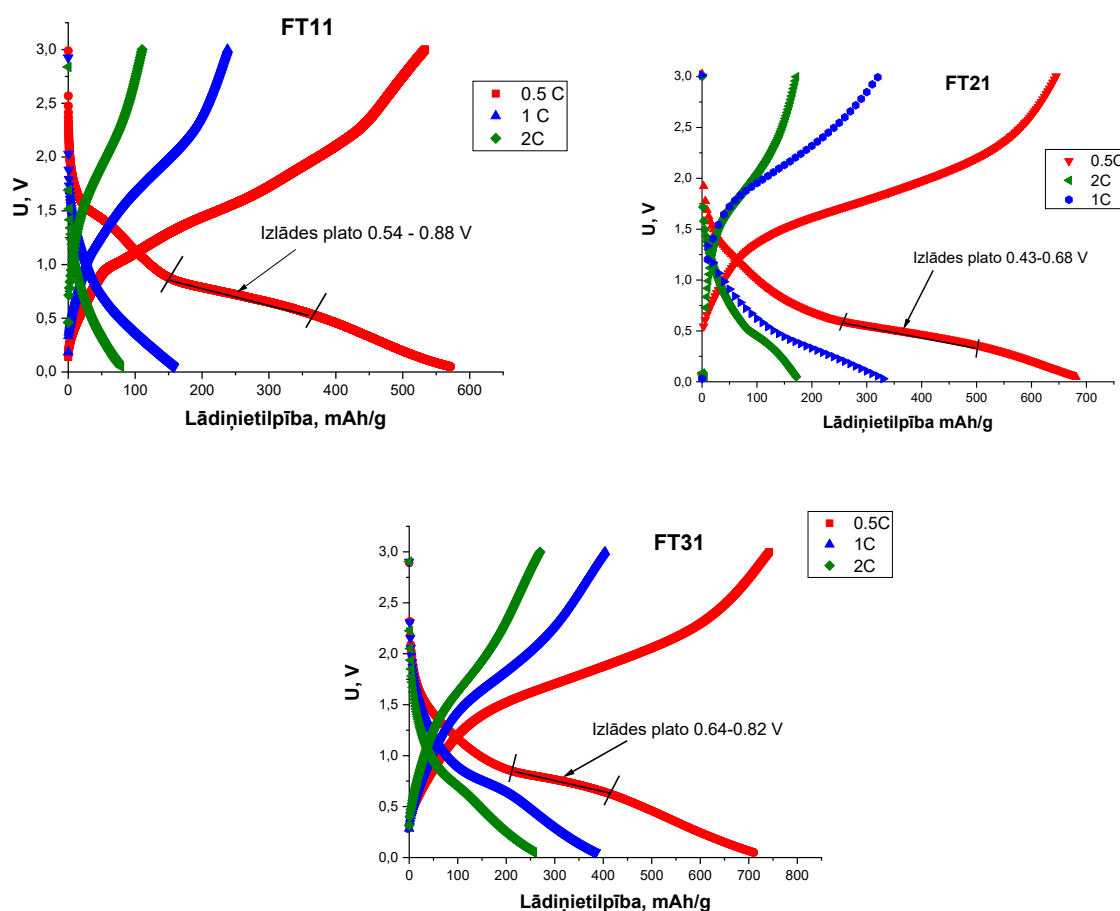 FT11
3,0
2,5
2,0
1,5
1,0
0,5
0,0
U, V
0.5 C
1 C
2C
Izlādes plato 0.54 - 0.88 V
0 100 200 300 400 500 600
Lādiņietilpība, mAh/g
FT21
3,0
2,5
2,0
1,5
1,0
0,5
0,0
U, V
0.5C
2C
1C
Izlādes plato 0.43-0.68 V
0 100 200 300 400 500 600 700
Lādiņietilpība mAh/g
FT31
3,0
2,5
2,0
1,5
1,0
0,5
0,0
U, V
0.5C
1C
2C
Izlādes plato 0.64-0.82 V
0 100 200 300 400 500 600 700 800
Lādiņietilpība, mAh/g